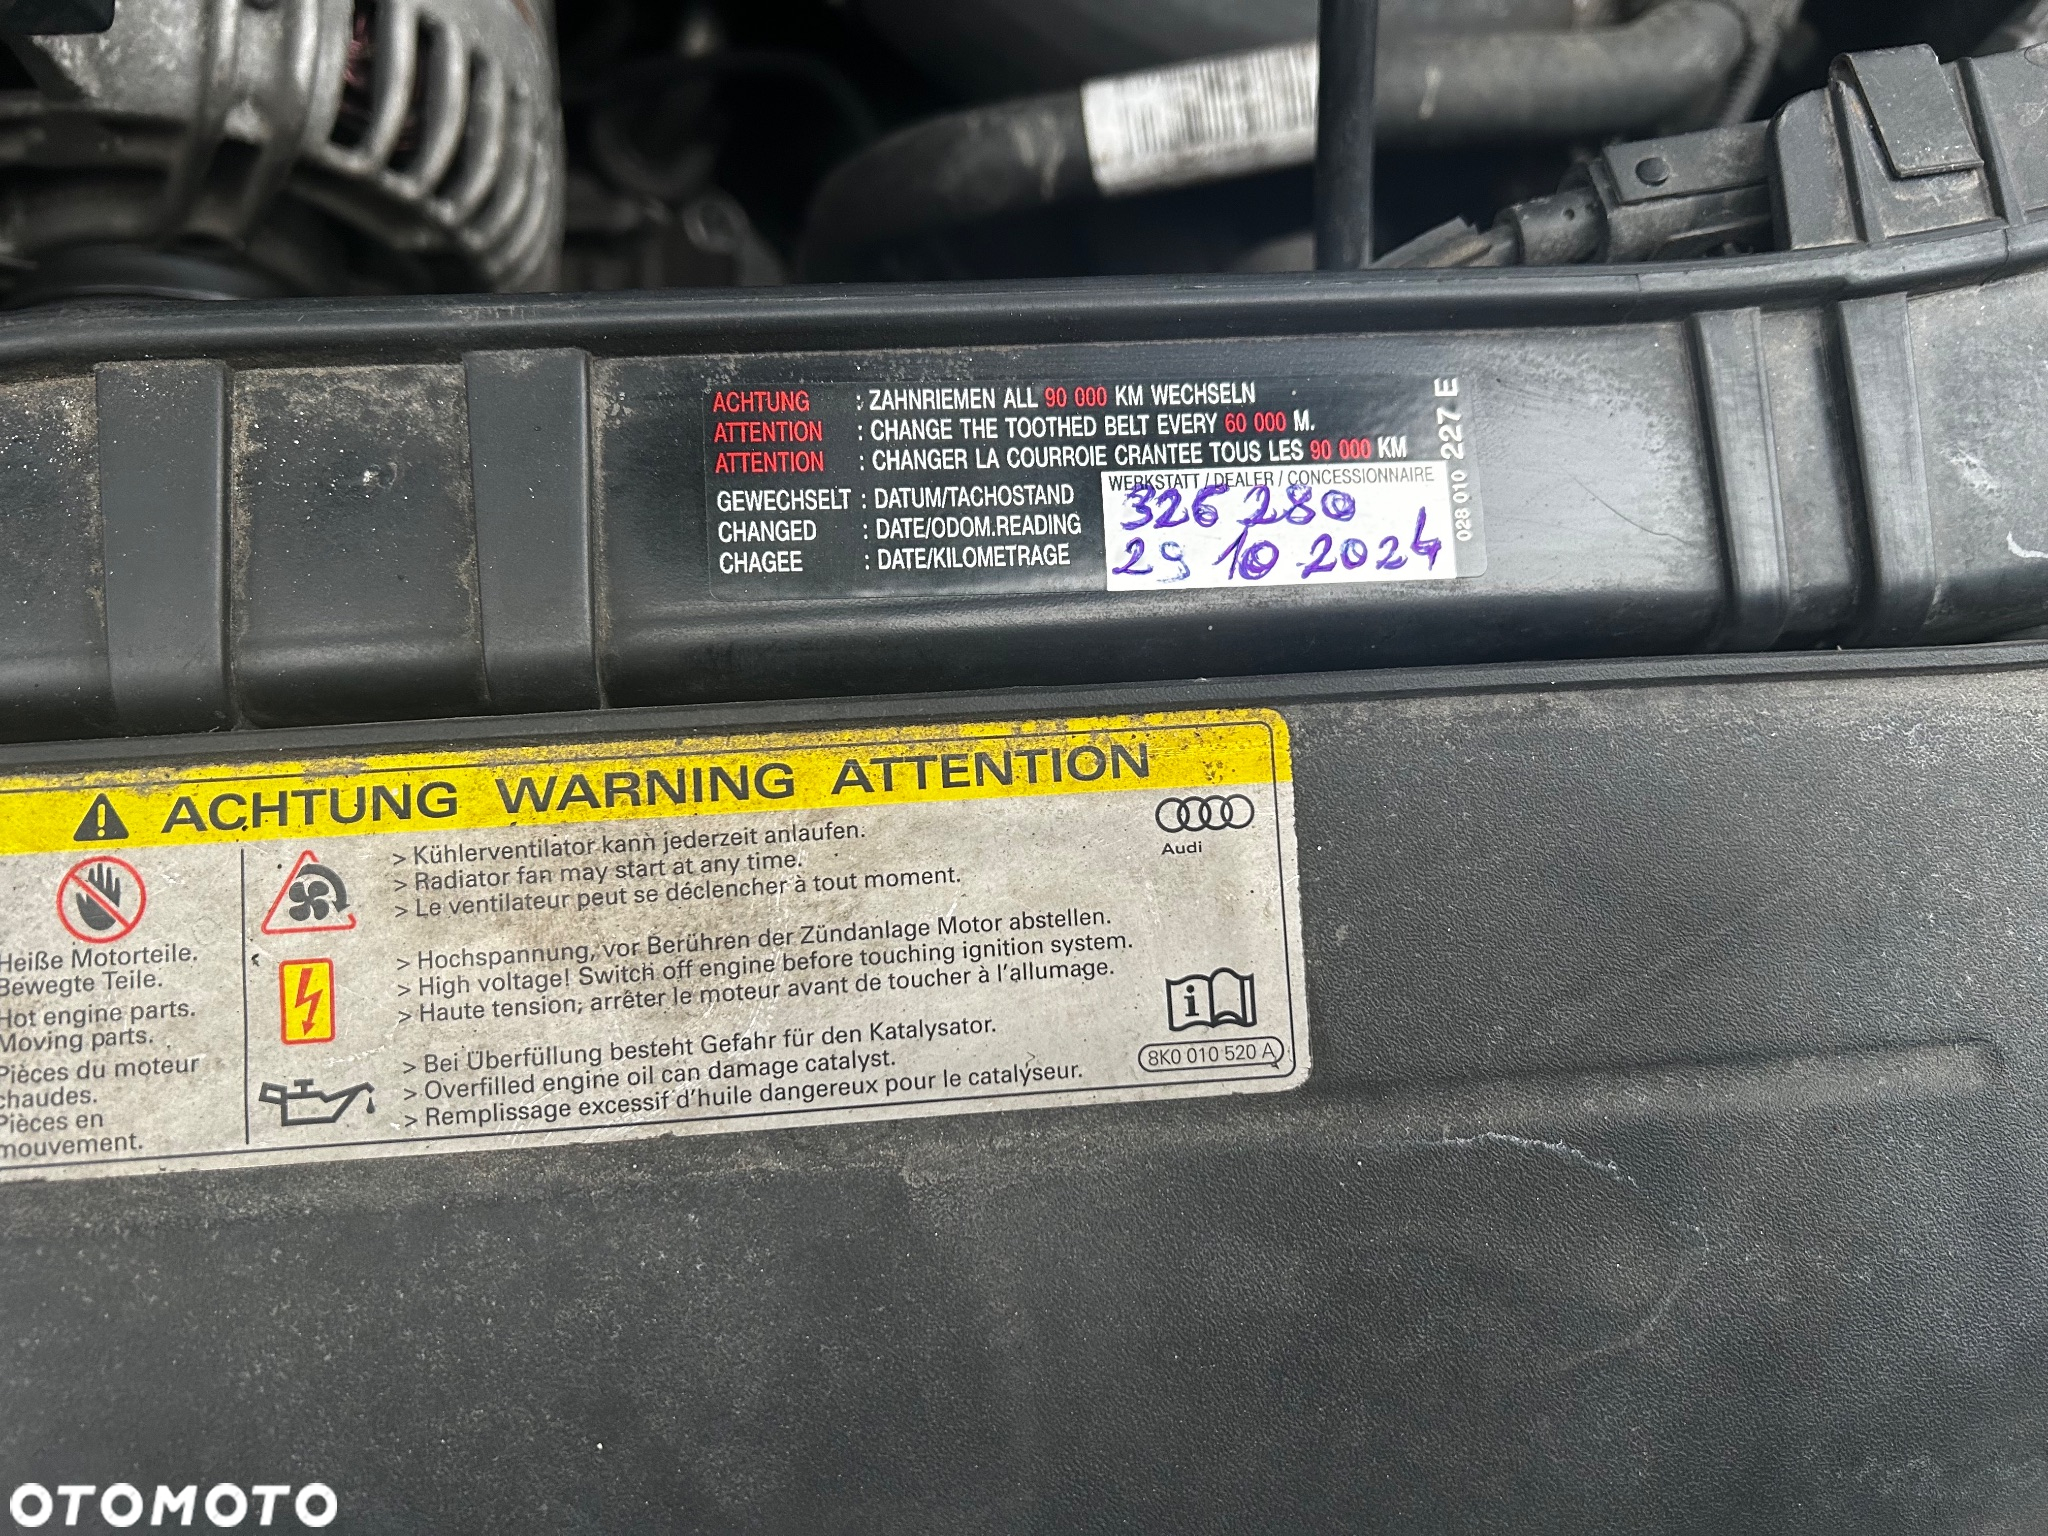 ACHTUNG : ZAHNRIEMEN ALL 90 000 KM WECHSELN
ATTENTION : CHANGE THE TOOTHED BELT EVERY 60 000 M.
ATTENTION : CHANGER LA COURROIE CRANTEE TOUS LES 90 000 KM
WERKSTATT / DEALER / CONCESSIONNAIRE
GEWECHSELT : DATUM/TACHOSTAND
CHANGED : DATE/ODOM.READING
CHAGEE : DATE/KILOMETRAGE
326 280
29 10 2024
028 010 227 E
ACHTUNG WARNING ATTENTION
Audi
Heiße Motorteile.
Bewegte Teile.
Hot engine parts.
Moving parts.
Pièces du moteur
chaudes.
Pièces en
mouvement.
> Kühlerventilator kann jederzeit anlaufen.
> Radiator fan may start at any time.
> Le ventilateur peut se déclencher à tout moment.
> Hochspannung, vor Berühren der Zündanlage Motor abstellen.
> High voltage! Switch off engine before touching ignition system.
> Haute tension; arrêter le moteur avant de toucher à l'allumage.
> Bei Überfüllung besteht Gefahr für den Katalysator.
> Overfilled engine oil can damage catalyst.
> Remplissage excessif d'huile dangereux pour le catalyseur.
8K0 010 520 A
OTOMOTO